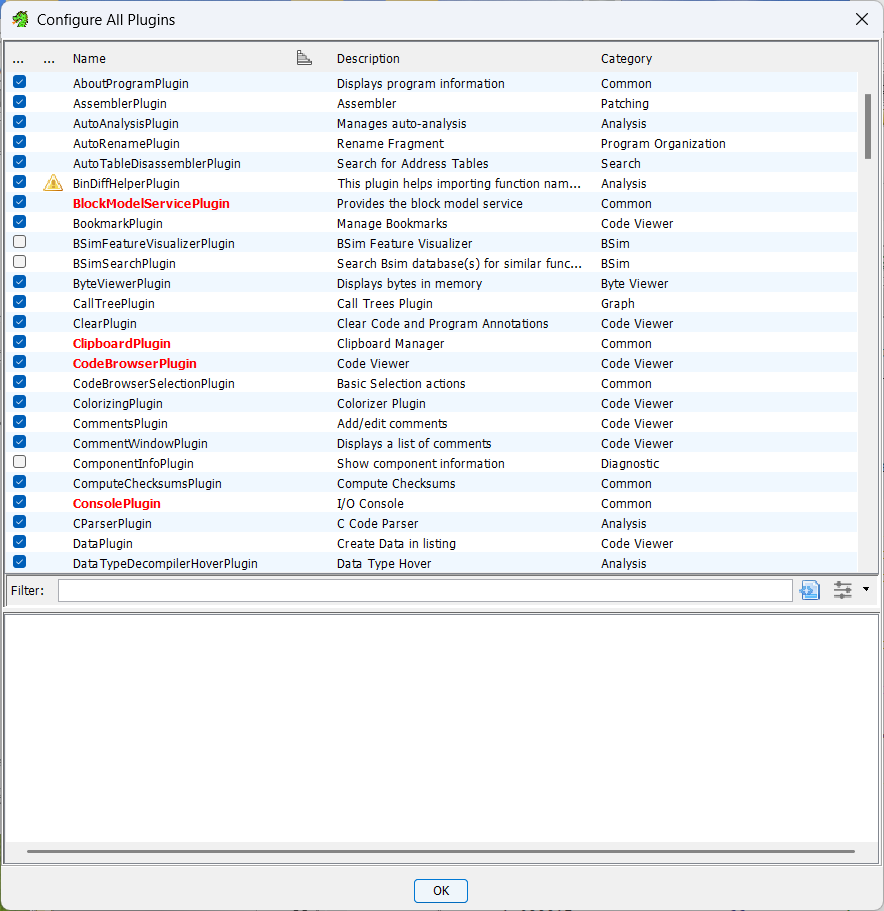 Configure All Plugins
... ... Name Description Category
AboutProgramPlugin Displays program information Common
AssemblerPlugin Assembler Patching
AutoAnalysisPlugin Manages auto-analysis Analysis
AutoRenamePlugin Rename Fragment Program Organization
AutoTableDisassemblerPlugin Search for Address Tables Search
BinDiffHelperPlugin This plugin helps importing function nam... Analysis
BlockModelServicePlugin Provides the block model service Common
BookmarkPlugin Manage Bookmarks Code Viewer
BSimFeatureVisualizerPlugin BSim Feature Visualizer BSim
BSimSearchPlugin Search Bsim database(s) for similar func... BSim
ByteViewerPlugin Displays bytes in memory Byte Viewer
CallTreePlugin Call Trees Plugin Graph
ClearPlugin Clear Code and Program Annotations Code Viewer
ClipboardPlugin Clipboard Manager Common
CodeBrowserPlugin Code Viewer Code Viewer
CodeBrowserSelectionPlugin Basic Selection actions Common
ColorizingPlugin Colorizer Plugin Code Viewer
CommentsPlugin Add/edit comments Code Viewer
CommentWindowPlugin Displays a list of comments Code Viewer
ComponentInfoPlugin Show component information Diagnostic
ComputeChecksumsPlugin Compute Checksums Common
ConsolePlugin I/O Console Common
CParserPlugin C Code Parser Analysis
DataPlugin Create Data in listing Code Viewer
DataTypeDecompilerHoverPlugin Data Type Hover Analysis
Filter:
OK